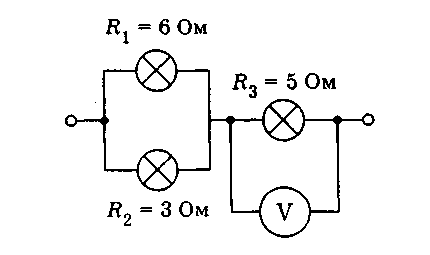 R₁ = 6 Ом
R₃ = 5 Ом
R₂ = 3 Ом
V